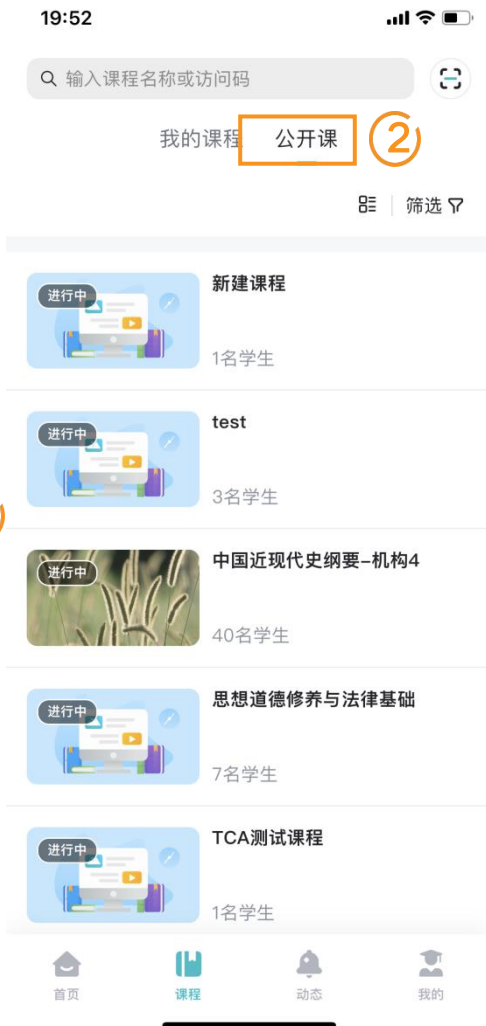 19:52
输入课程名称或访问码
我的课程 公开课 ②
筛选
进行中
新建课程
1名学生
进行中
test
3名学生
进行中
中国近现代史纲要-机构4
40名学生
进行中
思想道德修养与法律基础
7名学生
进行中
TCA测试课程
1名学生
首页 课程 动态 我的